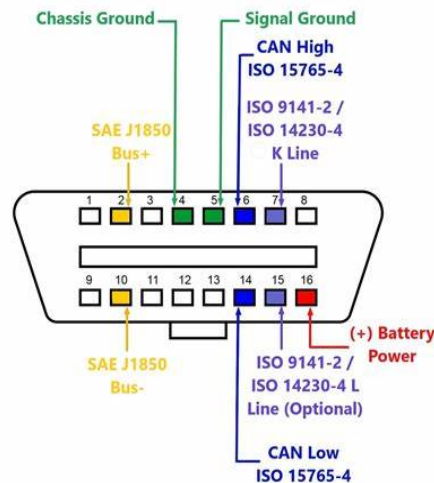 Chassis Ground
Signal Ground
CAN High
ISO 15765-4
ISO 9141-2 /
ISO 14230-4
K Line
SAE J1850
Bus+
1 2 3 4 5 6 7 8
9 10 11 12 13 14 15 16
SAE J1850
Bus-
ISO 9141-2 /
ISO 14230-4 L
Line (Optional)
(+) Battery
Power
CAN Low
ISO 15765-4